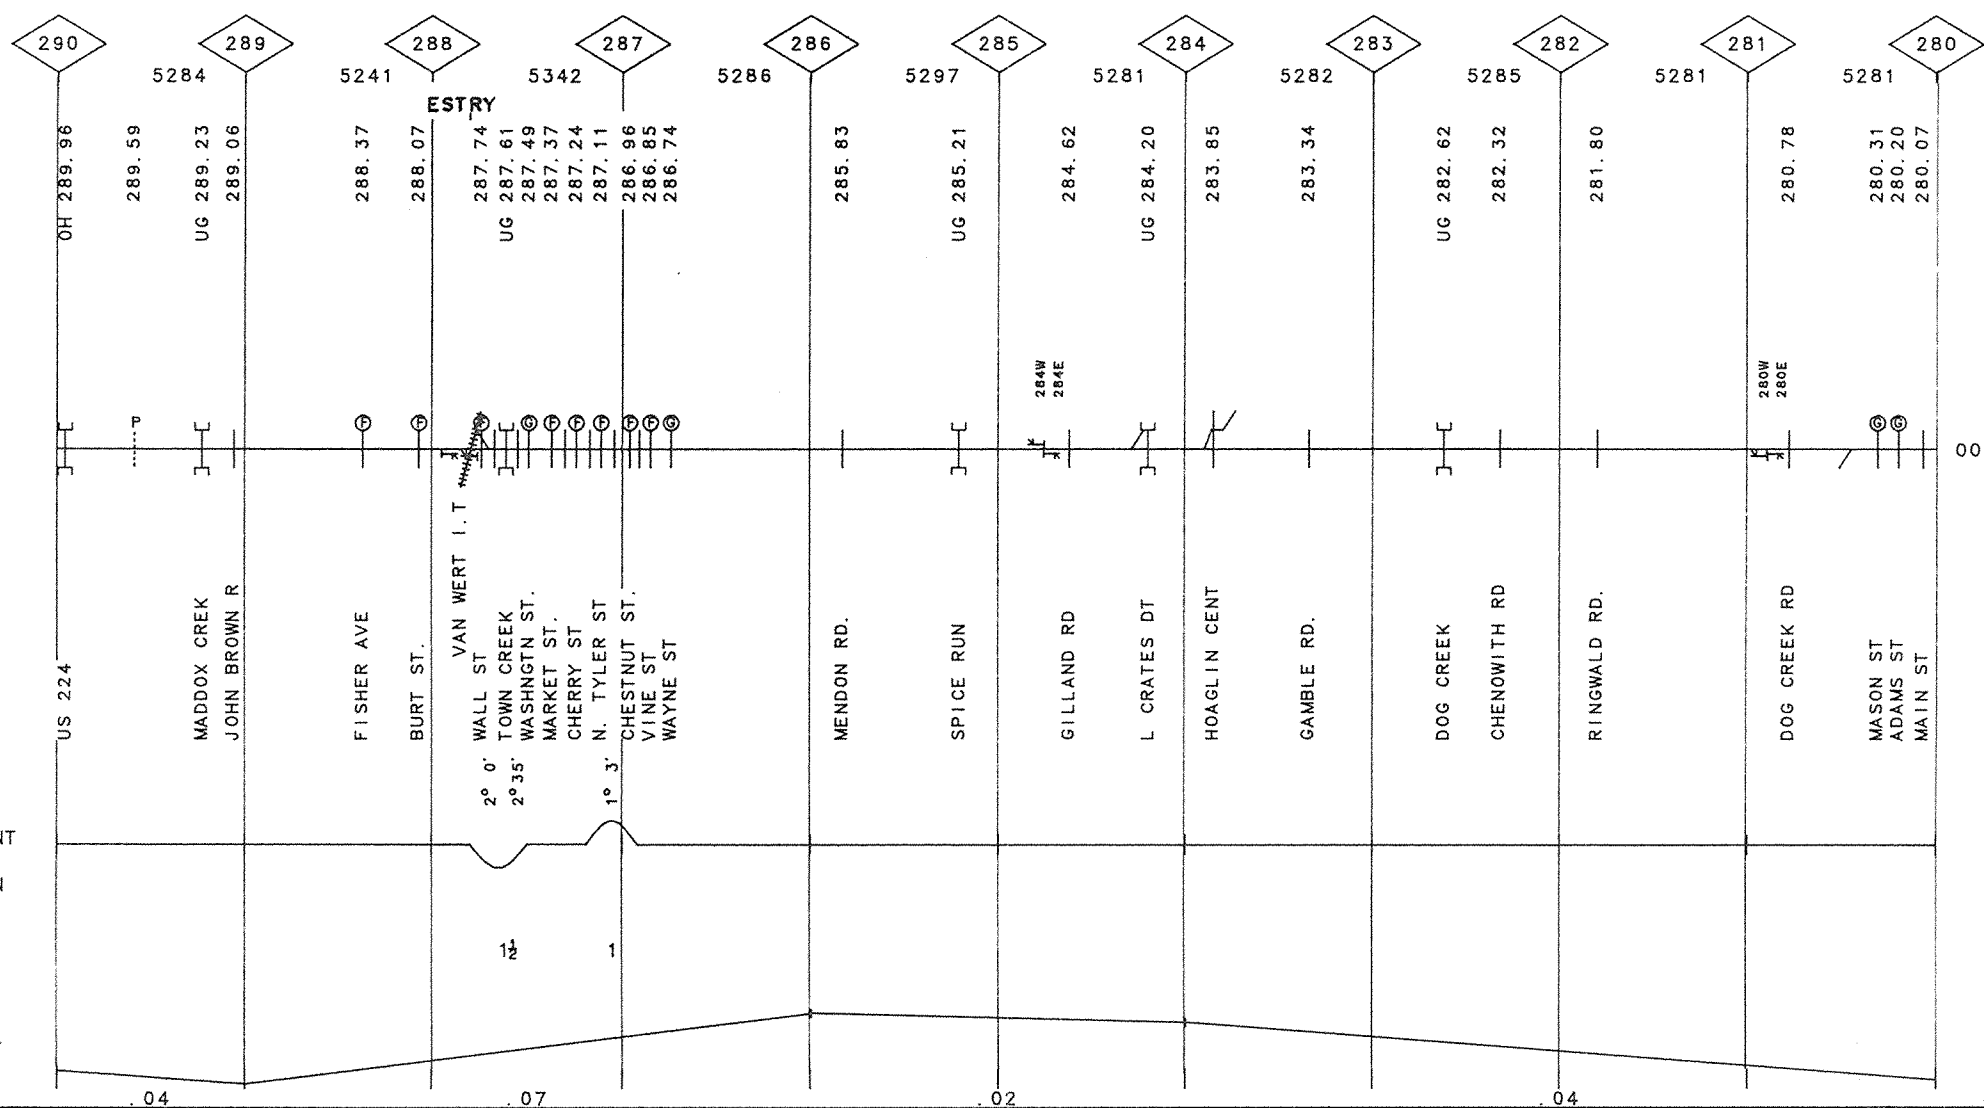 290 289 288 287 286 285 284 283 282 281 280
5284 5241 5342 5286 5297 5281 5282 5285 5281 5281
ESTRY
OH 289.96
289.59
UG 289.23
289.06
288.37
288.07
287.74
UG 287.61
287.49
287.37
287.24
287.11
286.96
286.85
286.74
285.83
UG 285.21
284.62
UG 284.20
283.85
283.34
UG 282.62
282.32
281.80
280.78
280.31
280.20
280.07
284W
284E
280W
280E
P F F F G F F F F F G G G
00
US 224
MADDOX CREK
JOHN BROWN R
FISHER AVE
BURT ST.
VAN WERT I.T
WALL ST
TOWN CREEK
WASHNGTN ST.
MARKET ST.
CHERRY ST
N. TYLER ST
CHESTNUT ST.
VINE ST
WAYNE ST
MENDON RD.
SPICE RUN
GILLAND RD
L CRATES DT
HOAGLIN CENT
GAMBLE RD.
DOG CREEK
CHENOWITH RD
RINGWALD RD.
DOG CREEK RD
MASON ST
ADAMS ST
MAIN ST
2° 0'
2°35'
1° 3'
NT
N
1½ 1
.04 .07 .02 .04